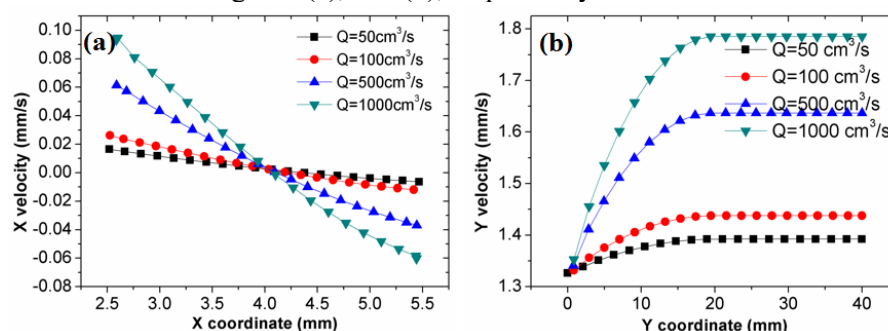 (a)
Q=50cm³/s
Q=100cm³/s
Q=500cm³/s
Q=1000cm³/s
X velocity (mm/s)
0.10
0.08
0.06
0.04
0.02
0.00
-0.02
-0.04
-0.06
-0.08
2.0 2.5 3.0 3.5 4.0 4.5 5.0 5.5
X coordinate (mm)
(b)
Q=50 cm³/s
Q=100 cm³/s
Q=500 cm³/s
Q=1000 cm³/s
Y velocity (mm/s)
1.8
1.7
1.6
1.5
1.4
1.3
0 10 20 30 40
Y coordinate (mm)